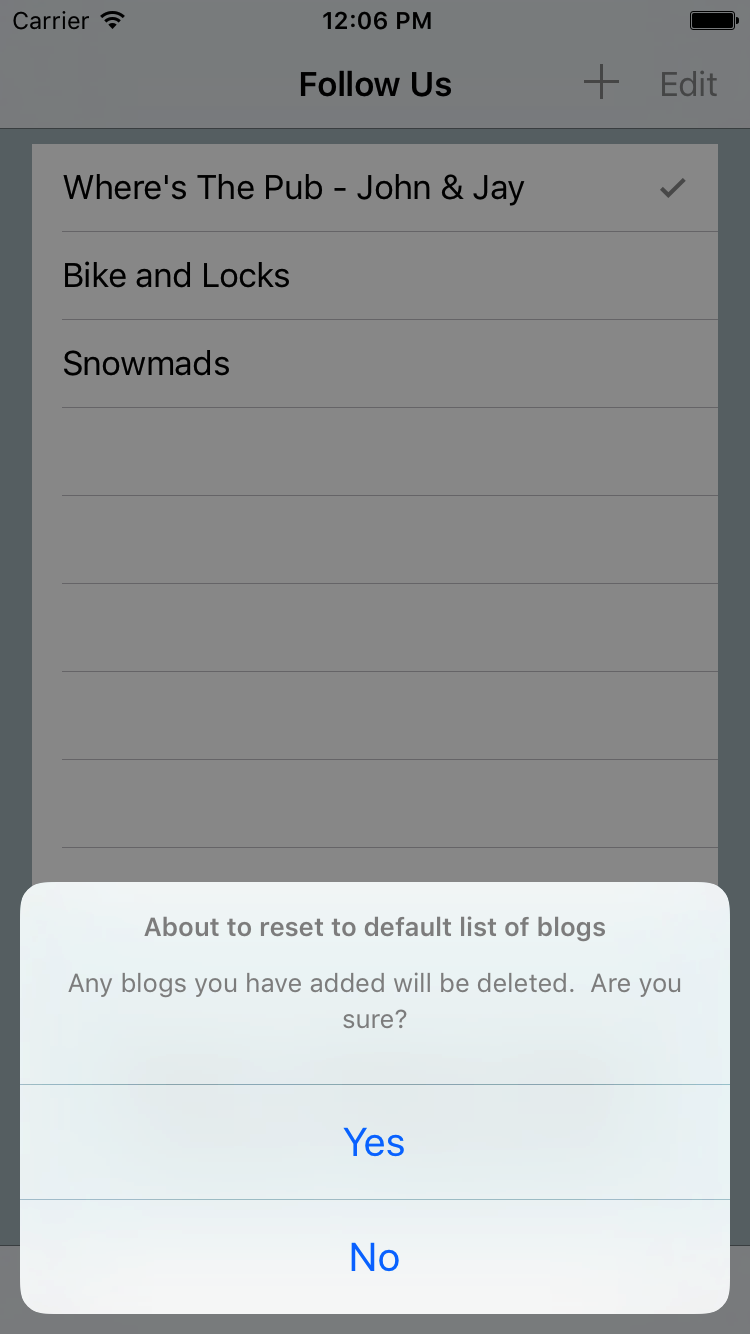 Carrier 12:06 PM
Follow Us Edit
Where's The Pub - John & Jay
Bike and Locks
Snowmads
About to reset to default list of blogs
Any blogs you have added will be deleted.  Are you
sure?
Yes
No